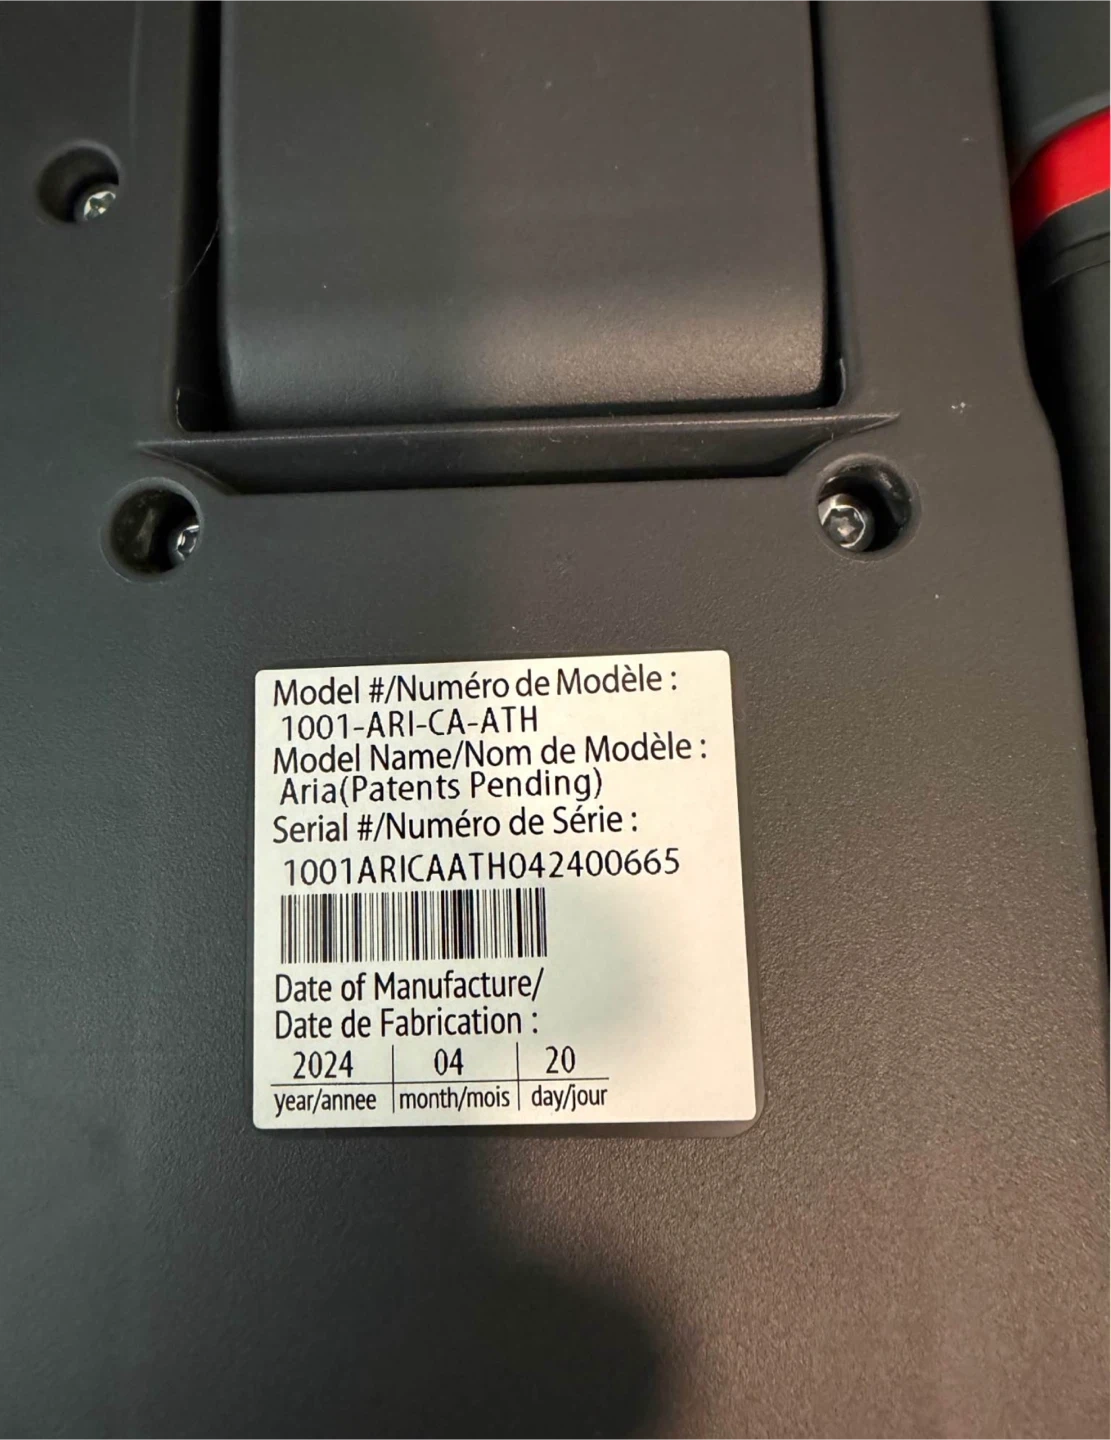 Model #/Numéro de Modèle :
1001-ARI-CA-ATH
Model Name/Nom de Modèle :
Aria(Patents Pending)
Serial #/Numéro de Série :
1001ARICAATH042400665
Date of Manufacture/
Date de Fabrication :
2024 04 20
year/annee month/mois day/jour